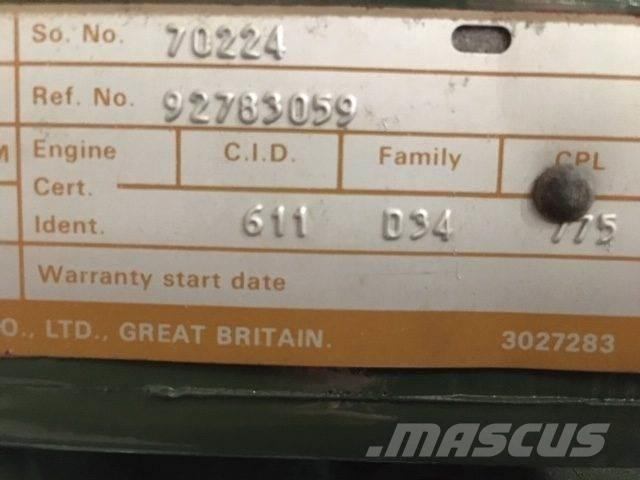 So. No. 70224
Ref. No. 92783059
M Engine C.I.D. Family CPL
Cert.
Ident. 611 D34 775
Warranty start date
O., LTD., GREAT BRITAIN. 3027283
.MASCUS